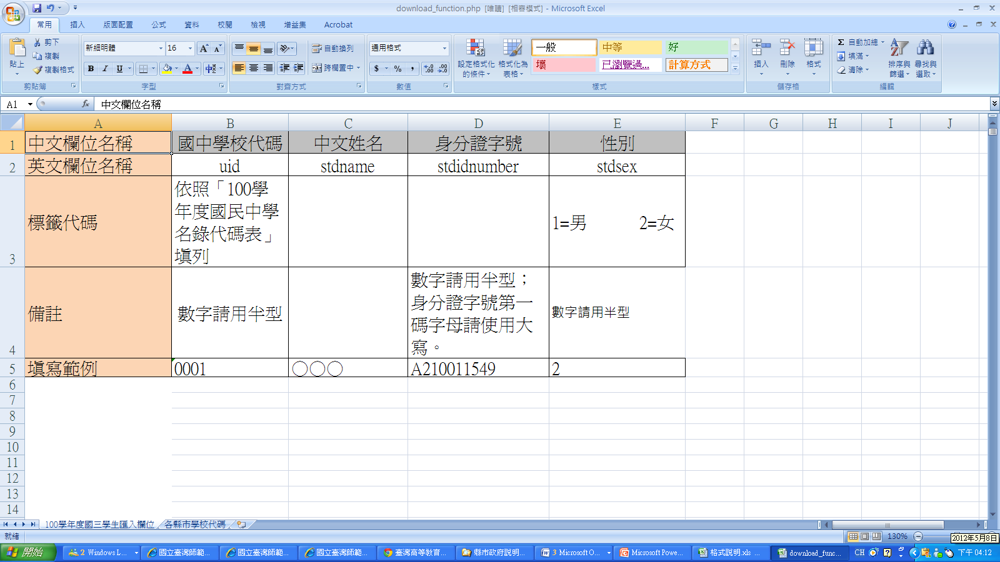 download_function.php [唯讀] [相容模式] - Microsoft Excel
常用 插入 版面配置 公式 資料 校閱 檢視 增益集 Acrobat
貼上
剪下
複製
複製格式
剪貼簿
新細明體 16
B I U
字型
自動換列
跨欄置中
對齊方式
通用格式
$ % ,
數值
設定格式化的條件
格式化為表格
一般 中等 好
壞 已瀏覽過... 計算方式
樣式
插入 刪除 格式
儲存格
Σ 自動加總
填滿
清除
排序與篩選
尋找與選取
編輯
A1 fx 中文欄位名稱
A B C D E F G H I J
1 中文欄位名稱 國中學校代碼 中文姓名 身分證字號 性別
2 英文欄位名稱 uid stdname stdidnumber stdsex
3 標籤代碼
依照「100學
年度國民中學
名錄代碼表」
填列
1=男 2=女
4 備註 數字請用半型
數字請用半型；
身分證字號第一
碼字母請使用大
寫。
數字請用半型
5 填寫範例 0001 ○○○ A210011549 2
6
7
8
9
10
11
12
13
14
100學年度國三學生匯入欄位 各縣市學校代碼
就緒 130%
2012年5月8日
開始 2 Windows L... 國立臺灣師範... 國立臺灣師範... 國立臺灣師範... 臺灣高等教育... 縣市政府說明... 3 Microsoft O... Microsoft Powe... 格式說明.xls ... download_func... CH 下午 04:12